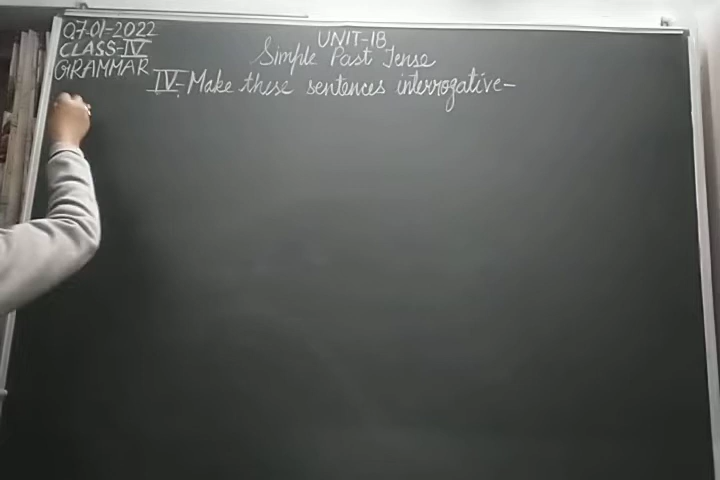 07-01-2022
CLASS-IV
GRAMMAR
UNIT-18
Simple Past Tense
IV. Make these sentences interrogative-